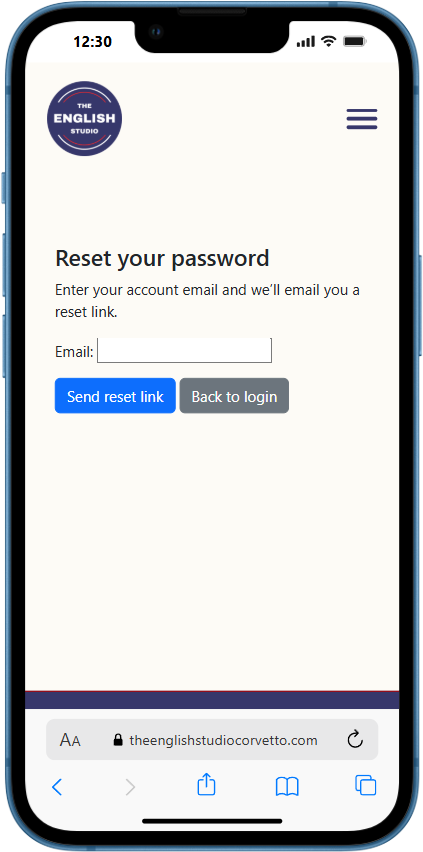 12:30
THE
ENGLISH
STUDIO
Reset your password
Enter your account email and we’ll email you a
reset link.
Email:
Send reset link Back to login
AA theenglishstudiocorvetto.com